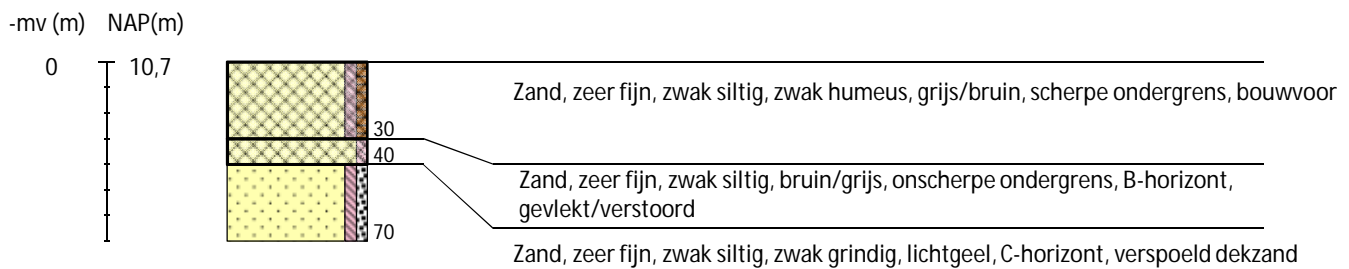 -mv (m) NAP(m)
0 10,7
Zand, zeer fijn, zwak siltig, zwak humeus, grijs/bruin, scherpe ondergrens, bouwvoor
30
40
Zand, zeer fijn, zwak siltig, bruin/grijs, onscherpe ondergrens, B-horizont,
gevlekt/verstoord
70
Zand, zeer fijn, zwak siltig, zwak grindig, lichtgeel, C-horizont, verspoeld dekzand